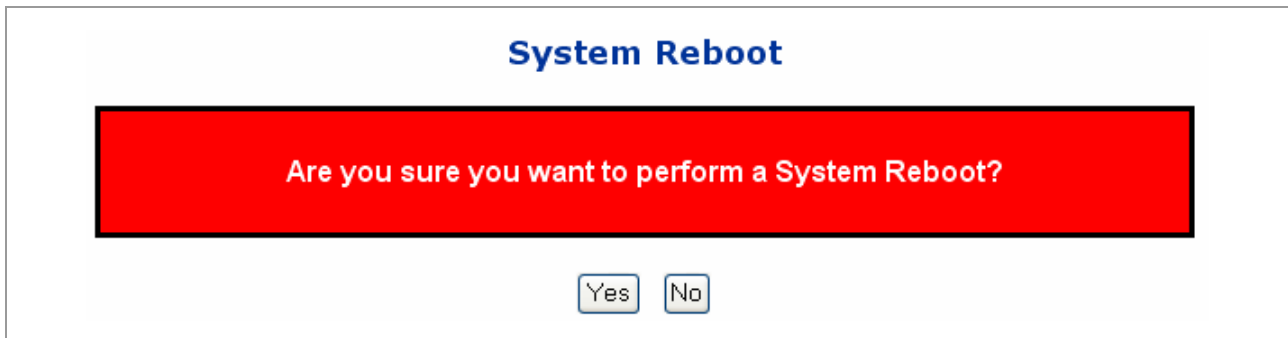 System Reboot
Are you sure you want to perform a System Reboot?
Yes No